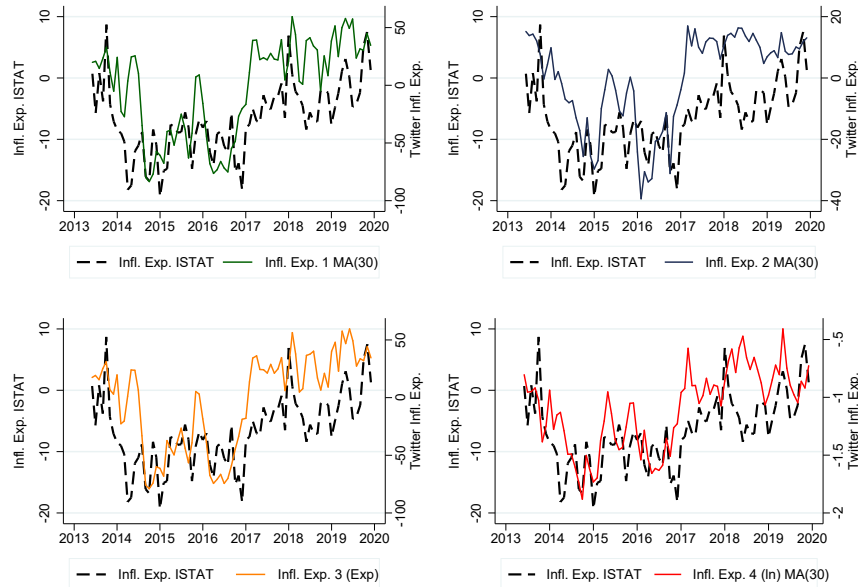 Infl. Exp. ISTAT
10
0
-10
-20
50
0
-50
-100
Twitter Infl. Exp.
2013 2014 2015 2016 2017 2018 2019 2020
Infl. Exp. ISTAT Infl. Exp. 1 MA(30)
Infl. Exp. ISTAT
10
0
-10
-20
20
0
-20
-40
Twitter Infl. Exp.
2013 2014 2015 2016 2017 2018 2019 2020
Infl. Exp. ISTAT Infl. Exp. 2 MA(30)
Infl. Exp. ISTAT
10
0
-10
-20
50
0
-50
-100
Twitter Infl. Exp.
2013 2014 2015 2016 2017 2018 2019 2020
Infl. Exp. ISTAT Infl. Exp. 3 (Exp)
Infl. Exp. ISTAT
10
0
-10
-20
-.5
-1
-1.5
-2
Twitter Infl. Exp.
2013 2014 2015 2016 2017 2018 2019 2020
Infl. Exp. ISTAT Infl. Exp. 4 (ln) MA(30)